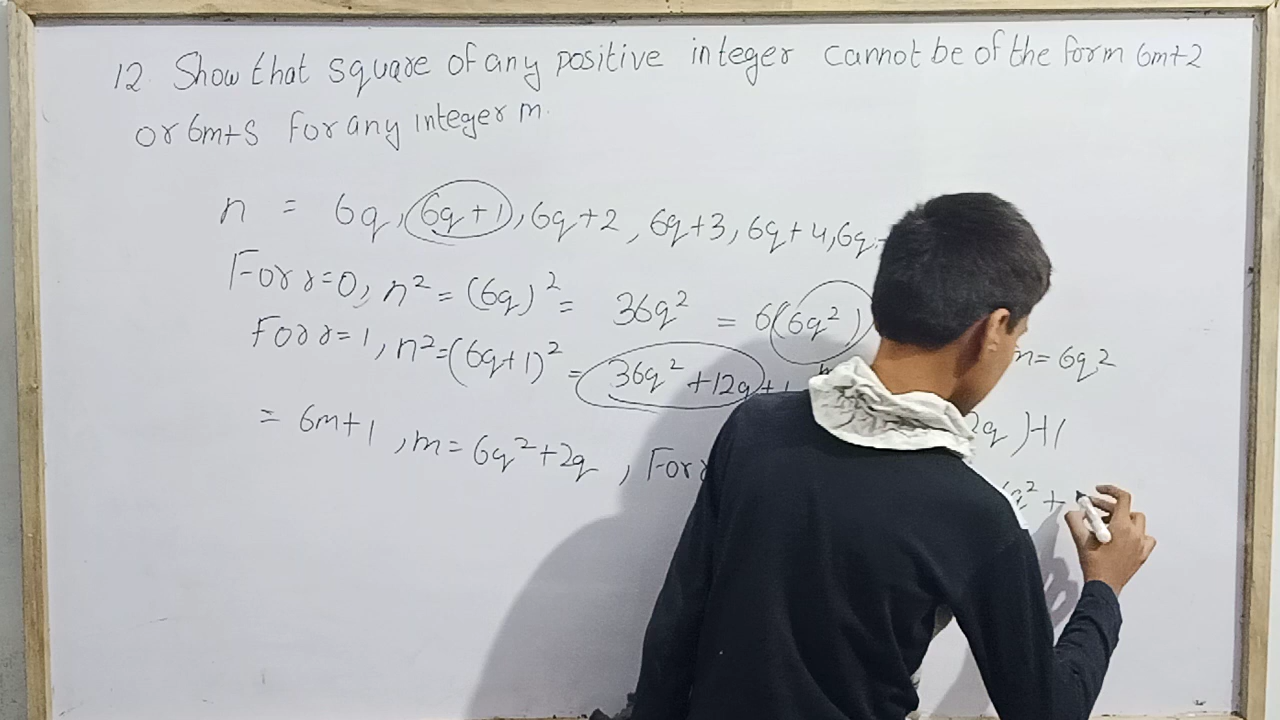 12. Show that square of any positive integer cannot be of the form 6m+2
or 6m+5 for any integer m.
n = 6q, 6q+1, 6q+2, 6q+3, 6q+4, 6q
For r=0, n² = (6q)² = 36q² = 6(6q²)
m=6q²
For r=1, n²=(6q+1)² = 36q²+12q+1
2q)+1
= 6m+1, m=6q²+2q, For r
q²+